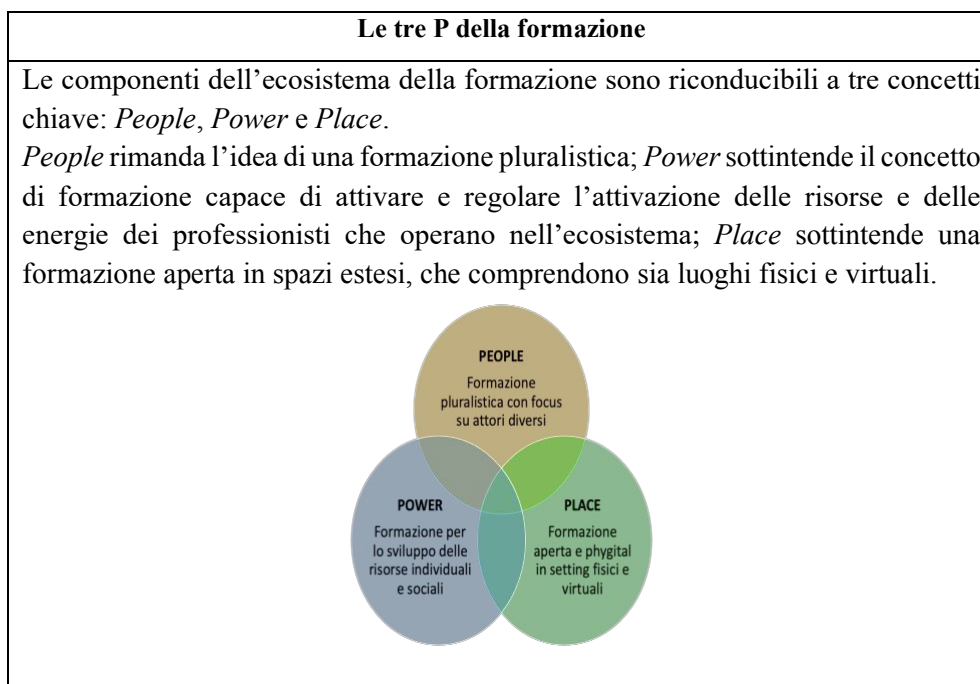 Le tre P della formazione
Le componenti dell’ecosistema della formazione sono riconducibili a tre concetti
chiave: People, Power e Place.
People rimanda l’idea di una formazione pluralistica; Power sottintende il concetto
di formazione capace di attivare e regolare l’attivazione delle risorse e delle
energie dei professionisti che operano nell’ecosistema; Place sottintende una
formazione aperta in spazi estesi, che comprendono sia luoghi fisici e virtuali.
PEOPLE
Formazione
pluralistica con focus
su attori diversi
POWER
Formazione per
lo sviluppo delle
risorse individuali
e sociali
PLACE
Formazione
aperta e phygital
in setting fisici e
virtuali